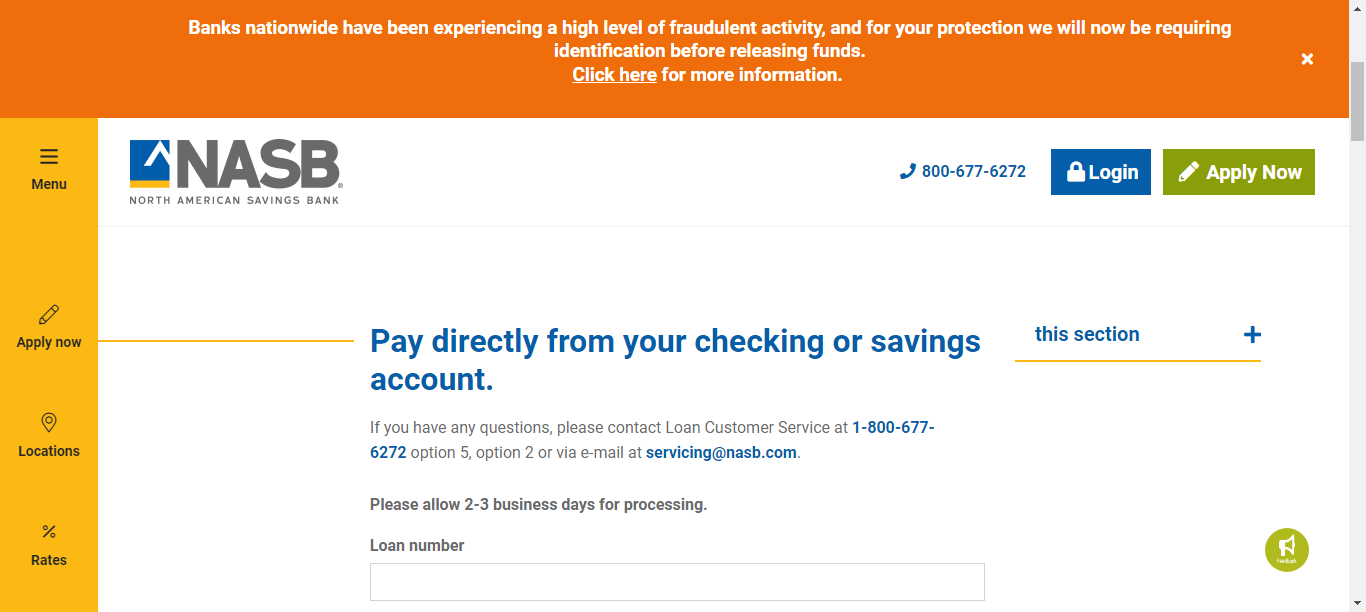 Banks nationwide have been experiencing a high level of fraudulent activity, and for your protection we will now be requiring
identification before releasing funds.
Click here for more information.
Menu
NASB
NORTH AMERICAN SAVINGS BANK
800-677-6272
Login
Apply Now
Apply now
Locations
Rates
Pay directly from your checking or savings
account.
this section
If you have any questions, please contact Loan Customer Service at 1-800-677-
6272 option 5, option 2 or via e-mail at servicing@nasb.com.
Please allow 2-3 business days for processing.
Loan number
Feedback